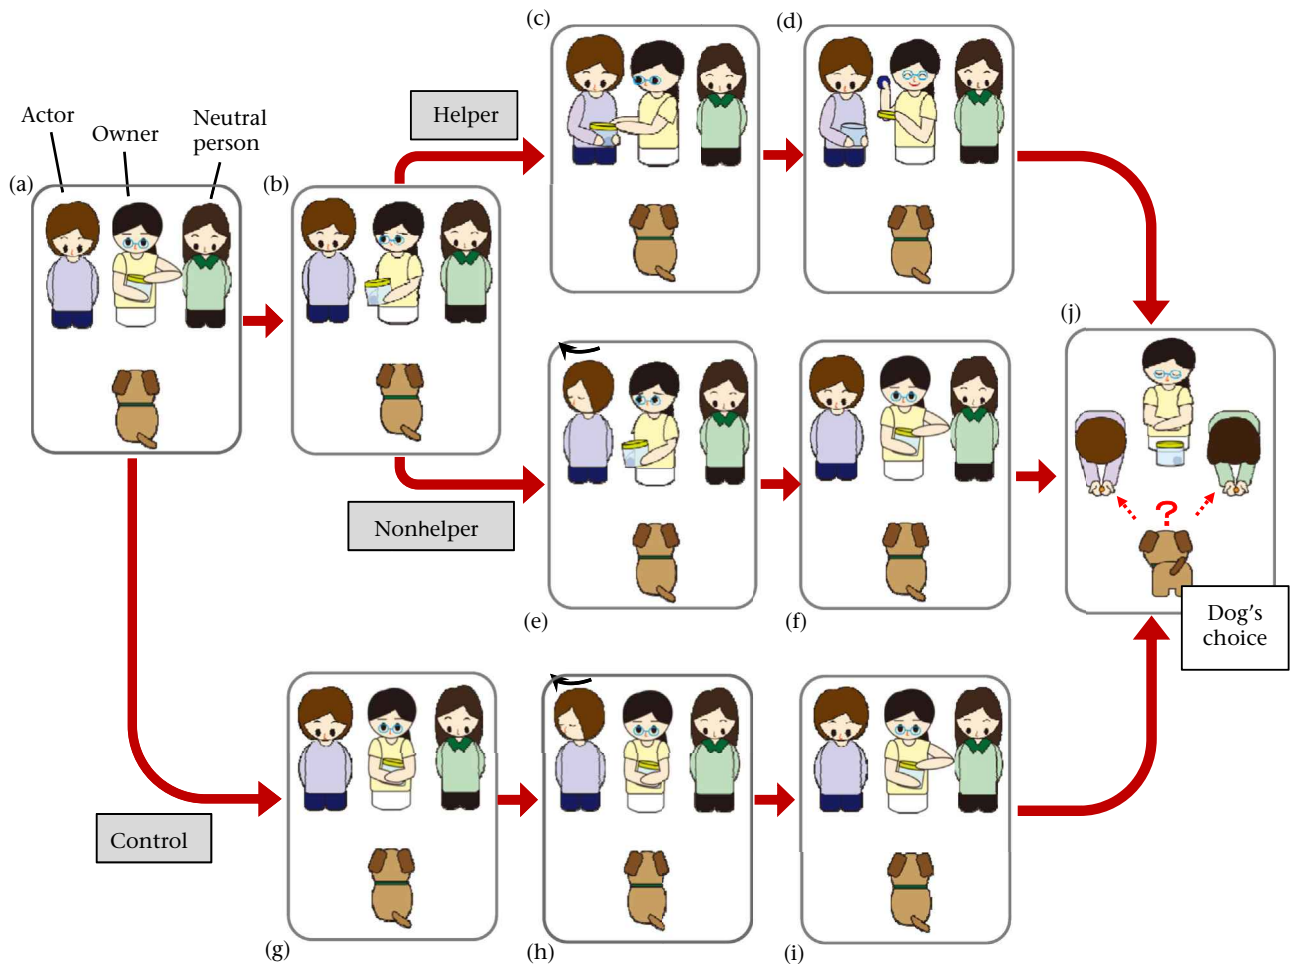 (c)
(d)
Helper
Actor
Owner
Neutral
person
(a)
(b)
(j)
Nonhelper
(e)
(f)
?
Dog's
choice
Control
(g)
(h)
(i)